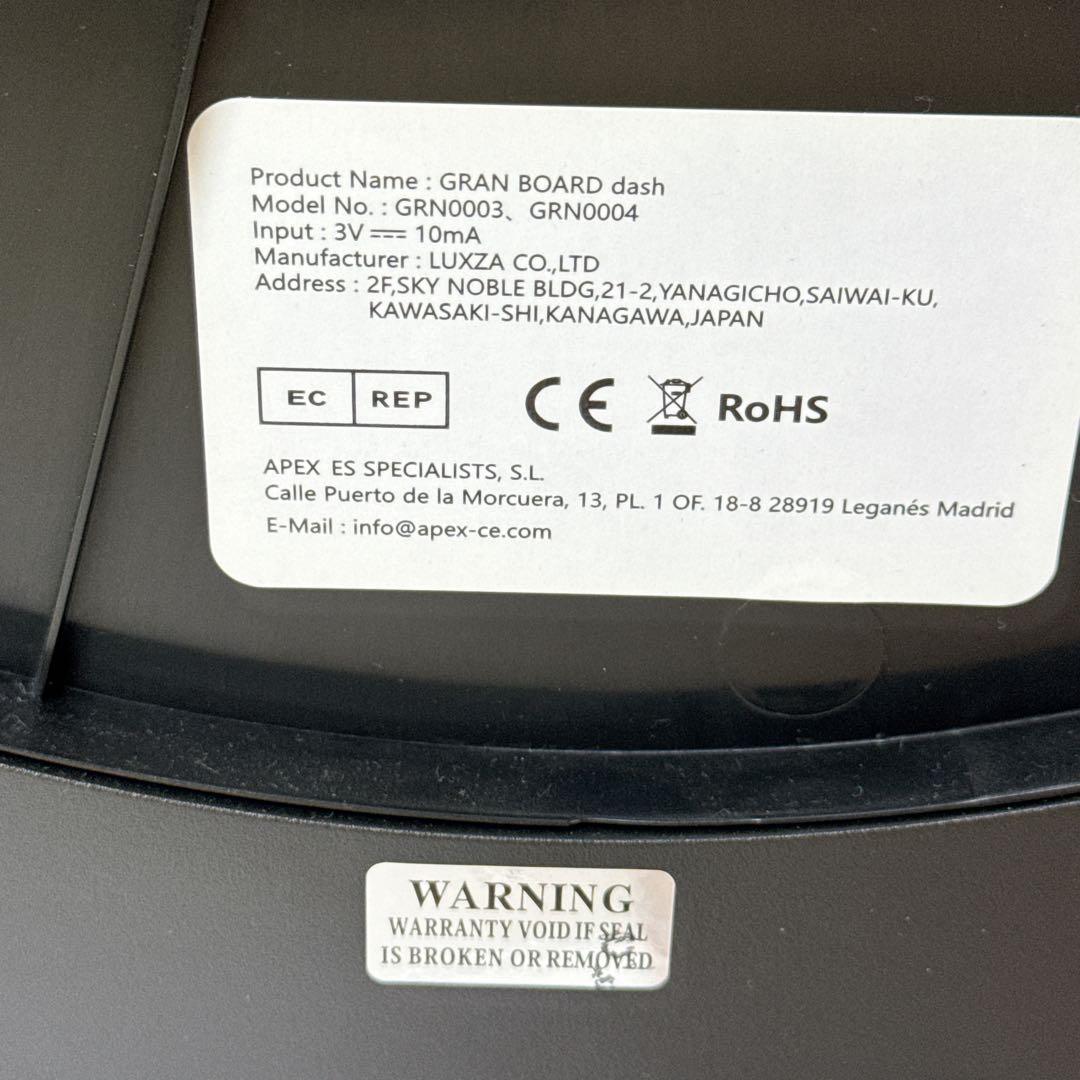 Product Name : GRAN BOARD dash
Model No. : GRN0003、GRN0004
Input : 3V ⎓ 10mA
Manufacturer : LUXZA CO.,LTD
Address : 2F,SKY NOBLE BLDG,21-2,YANAGICHO,SAIWAI-KU,
KAWASAKI-SHI,KANAGAWA,JAPAN
EC REP
CE RoHS
APEX ES SPECIALISTS, S.L.
Calle Puerto de la Morcuera, 13, PL. 1 OF. 18-8 28919 Leganés Madrid
E-Mail : info@apex-ce.com
WARNING
WARRANTY VOID IF SEAL
IS BROKEN OR REMOVED